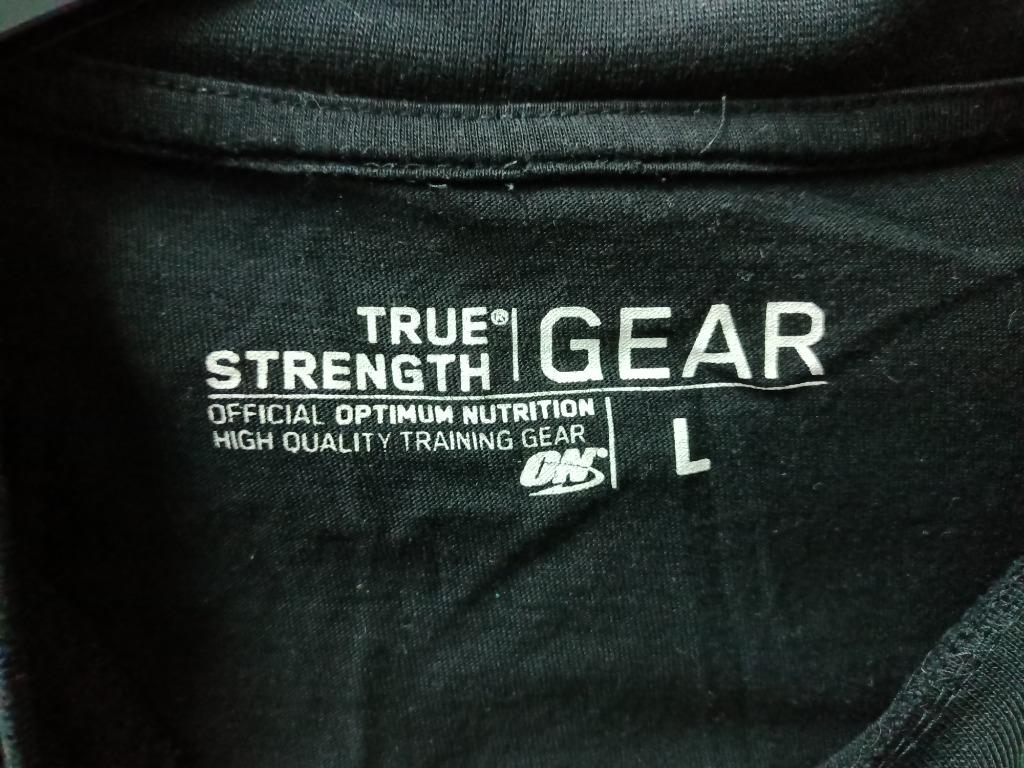 TRUE®
STRENGTH
GEAR
OFFICIAL OPTIMUM NUTRITION
HIGH QUALITY TRAINING GEAR
ON
L